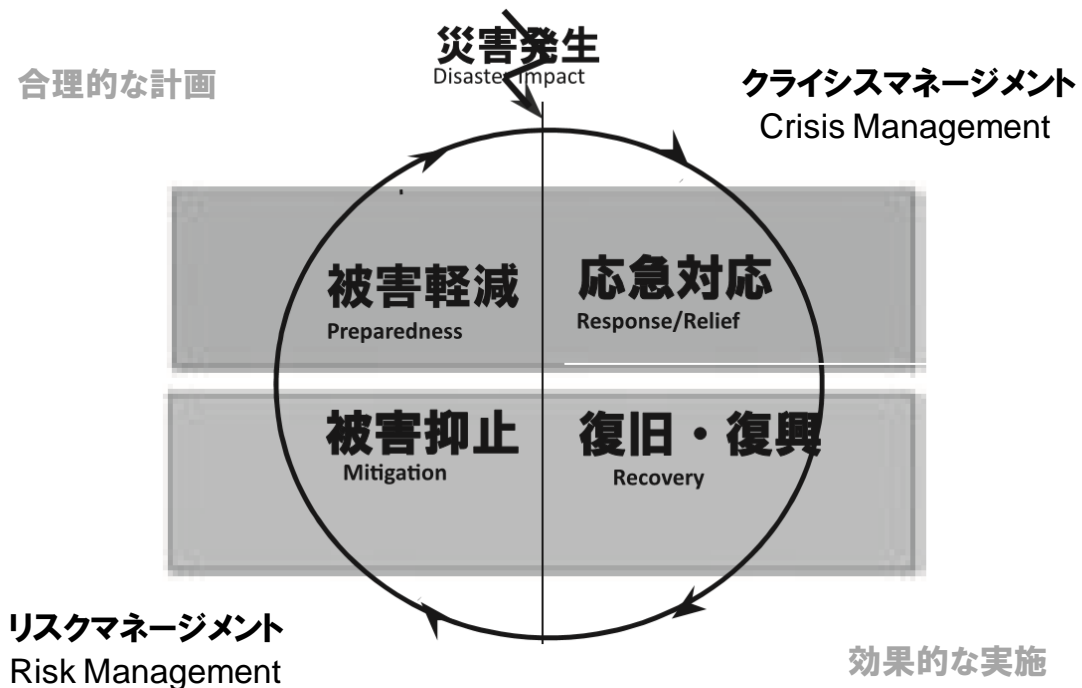 災害発生
Disaster Impact
合理的な計画
クライシスマネージメント
Crisis Management
被害軽減
Preparedness
応急対応
Response/Relief
被害抑止
Mitigation
復旧・復興
Recovery
リスクマネージメント
Risk Management
効果的な実施